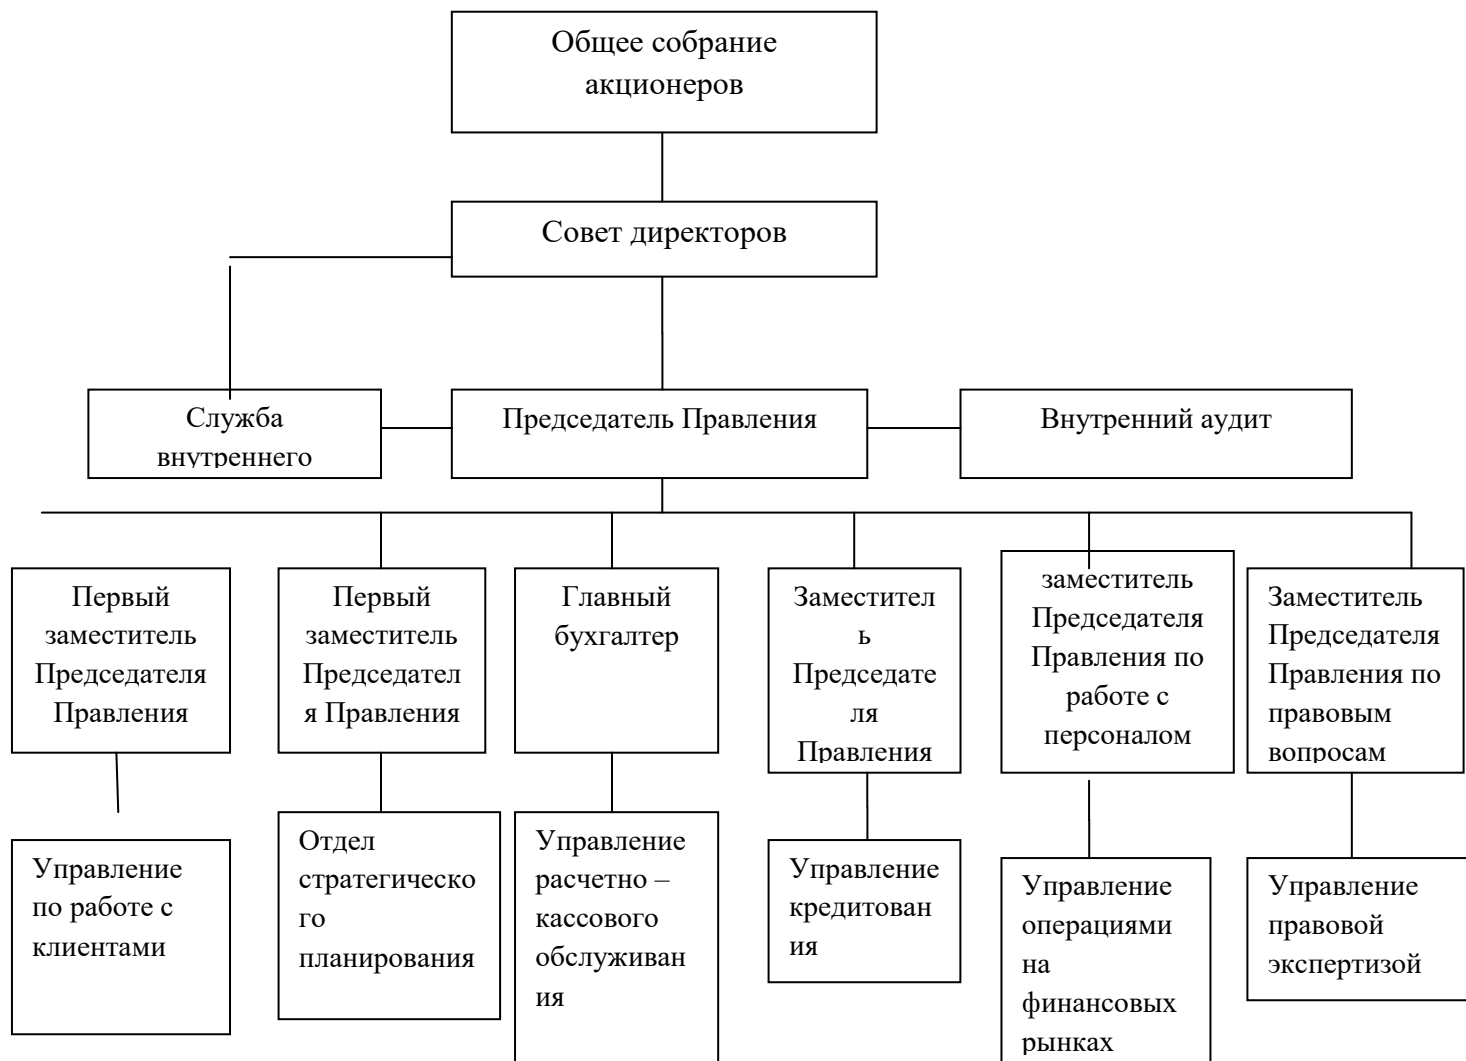 Общее собрание
акционеров
Совет директоров
Служба
внутреннего
Председатель Правления
Внутренний аудит
Первый
заместитель
Председателя
Правления
Первый
заместитель
Председател
я Правления
Главный
бухгалтер
Заместител
ь
Председате
ля
Правления
заместитель
Председателя
Правления по
работе с
персоналом
Заместитель
Председателя
Правления по
правовым
вопросам
Управление
по работе с
клиентами
Отдел
стратегическо
го
планирования
Управление
расчетно –
кассового
обслуживан
ия
Управление
кредитован
ия
Управление
операциями
на
финансовых
рынках
Управление
правовой
экспертизой